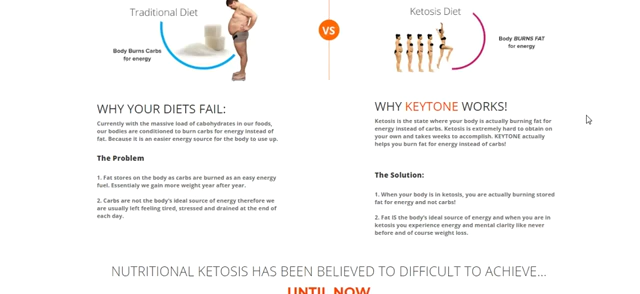 Traditional Diet
Body Burns Carbs
for energy
VS
Ketosis Diet
Body BURNS FAT
for energy
WHY YOUR DIETS FAIL:
Currently with the massive load of cabohydrates in our foods,
our bodies are conditioned to burn carbs for energy instead of
fat. Because it is an easier energy source for the body to use up.
The Problem
1. Fat stores on the body as carbs are burned as an easy energy
fuel. Essentialy we gain more weight year after year.
2. Carbs are not the body's ideal source of energy therefore we
are usually left feeling tired, stressed and drained at the end of
each day.
WHY KEYTONE WORKS!
Ketosis is the state where your body is actually burning fat for
energy instead of carbs. Ketosis is extremely hard to obtain on
your own and takes weeks to accomplish. KEYTONE actually
helps you burn fat for energy instead of carbs!
The Solution:
1. When your body is in ketosis, you are actually burning stored
fat for energy and not carbs!
2. Fat IS the body's ideal source of energy and when you are in
ketosis you experience energy and mental clarity like never
before and of course weight loss.
NUTRITIONAL KETOSIS HAS BEEN BELIEVED TO DIFFICULT TO ACHIEVE...
UNTIL NOW